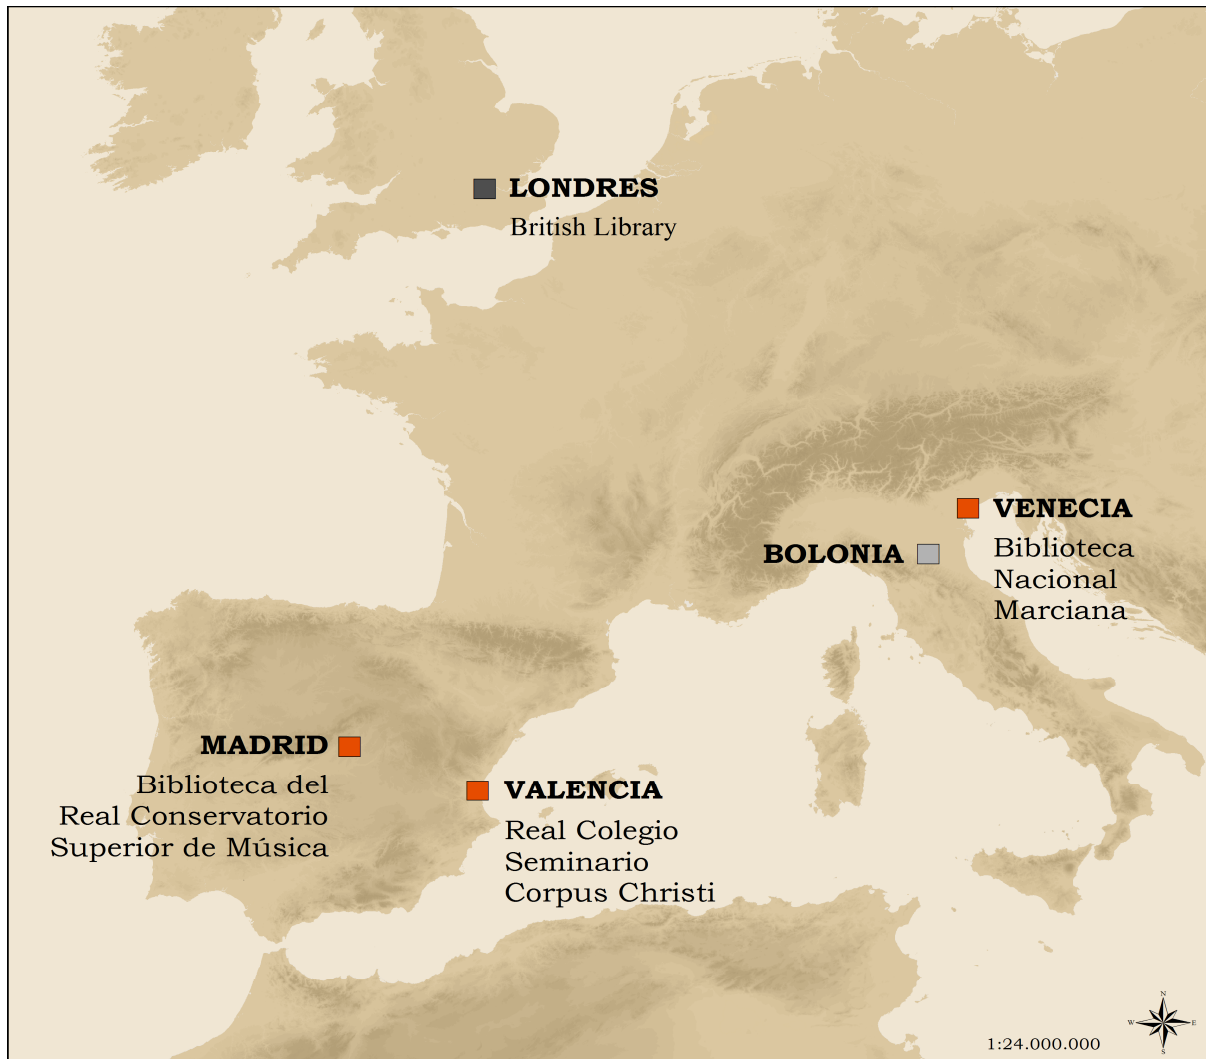 LONDRES
British Library
VENECIA
Biblioteca
Nacional
Marciana
BOLONIA
MADRID
Biblioteca del
Real Conservatorio
Superior de Música
VALENCIA
Real Colegio
Seminario
Corpus Christi
N
W E
S
1:24.000.000